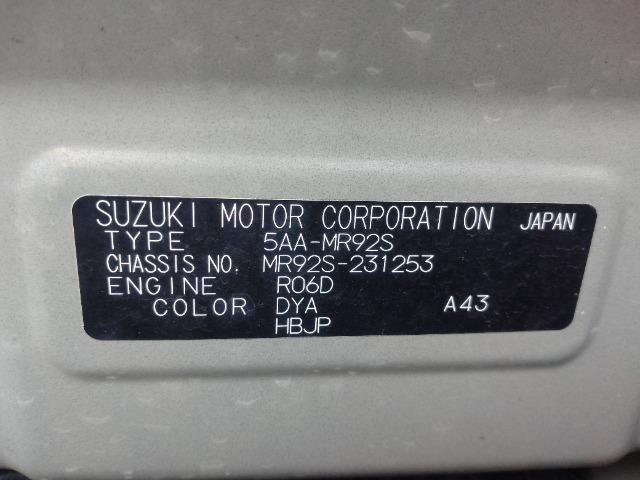 SUZUKI MOTOR CORPORATION JAPAN
TYPE 5AA-MR92S
CHASSIS NO. MR92S-231253
ENGINE R06D
COLOR DYA A43
HBJP